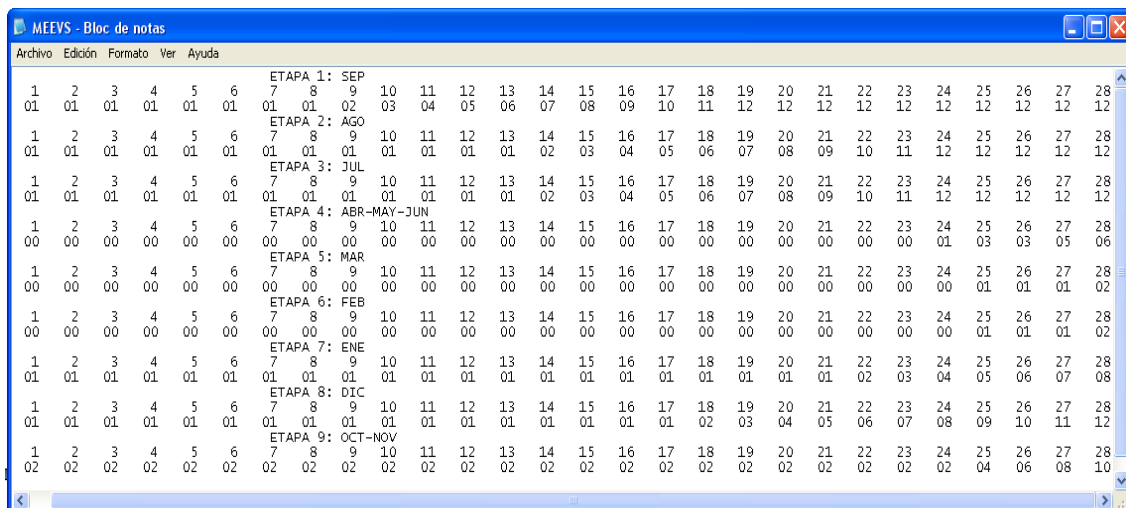 MEEVS - Bloc de notas
Archivo Edición Formato Ver Ayuda
ETAPA 1: SEP
1 2 3 4 5 6 7 8 9 10 11 12 13 14 15 16 17 18 19 20 21 22 23 24 25 26 27 28
01 01 01 01 01 01 01 01 02 03 04 05 06 07 08 09 10 11 12 12 12 12 12 12 12 12 12 12
ETAPA 2: AGO
1 2 3 4 5 6 7 8 9 10 11 12 13 14 15 16 17 18 19 20 21 22 23 24 25 26 27 28
01 01 01 01 01 01 01 01 01 01 01 01 01 02 03 04 05 06 07 08 09 10 11 12 12 12 12 12
ETAPA 3: JUL
1 2 3 4 5 6 7 8 9 10 11 12 13 14 15 16 17 18 19 20 21 22 23 24 25 26 27 28
01 01 01 01 01 01 01 01 01 01 01 01 01 02 03 04 05 06 07 08 09 10 11 12 12 12 12 12
ETAPA 4: ABR-MAY-JUN
1 2 3 4 5 6 7 8 9 10 11 12 13 14 15 16 17 18 19 20 21 22 23 24 25 26 27 28
00 00 00 00 00 00 00 00 00 00 00 00 00 00 00 00 00 00 00 00 00 00 00 01 03 03 05 06
ETAPA 5: MAR
1 2 3 4 5 6 7 8 9 10 11 12 13 14 15 16 17 18 19 20 21 22 23 24 25 26 27 28
00 00 00 00 00 00 00 00 00 00 00 00 00 00 00 00 00 00 00 00 00 00 00 00 01 01 01 02
ETAPA 6: FEB
1 2 3 4 5 6 7 8 9 10 11 12 13 14 15 16 17 18 19 20 21 22 23 24 25 26 27 28
00 00 00 00 00 00 00 00 00 00 00 00 00 00 00 00 00 00 00 00 00 00 00 00 01 01 01 02
ETAPA 7: ENE
1 2 3 4 5 6 7 8 9 10 11 12 13 14 15 16 17 18 19 20 21 22 23 24 25 26 27 28
01 01 01 01 01 01 01 01 01 01 01 01 01 01 01 01 01 01 01 01 01 02 03 04 05 06 07 08
ETAPA 8: DIC
1 2 3 4 5 6 7 8 9 10 11 12 13 14 15 16 17 18 19 20 21 22 23 24 25 26 27 28
01 01 01 01 01 01 01 01 01 01 01 01 01 01 01 01 01 02 03 04 05 06 07 08 09 10 11 12
ETAPA 9: OCT-NOV
1 2 3 4 5 6 7 8 9 10 11 12 13 14 15 16 17 18 19 20 21 22 23 24 25 26 27 28
02 02 02 02 02 02 02 02 02 02 02 02 02 02 02 02 02 02 02 02 02 02 02 02 04 06 08 10